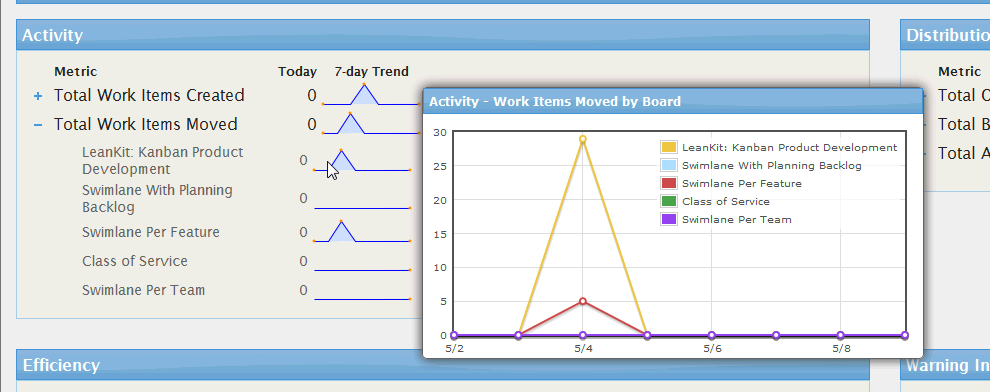 Activity
Distributio
Metric Today 7-day Trend
Metric
+ Total Work Items Created 0
Total O
− Total Work Items Moved 0
Total B
Total A
LeanKit: Kanban Product
Development
0
Swimlane With Planning
Backlog
0
Swimlane Per Feature 0
Class of Service 0
Swimlane Per Team 0
Activity - Work Items Moved by Board
30
25
20
15
10
5
0
LeanKit: Kanban Product Development
Swimlane With Planning Backlog
Swimlane Per Feature
Class of Service
Swimlane Per Team
5/2 5/4 5/6 5/8
Efficiency
Warning In